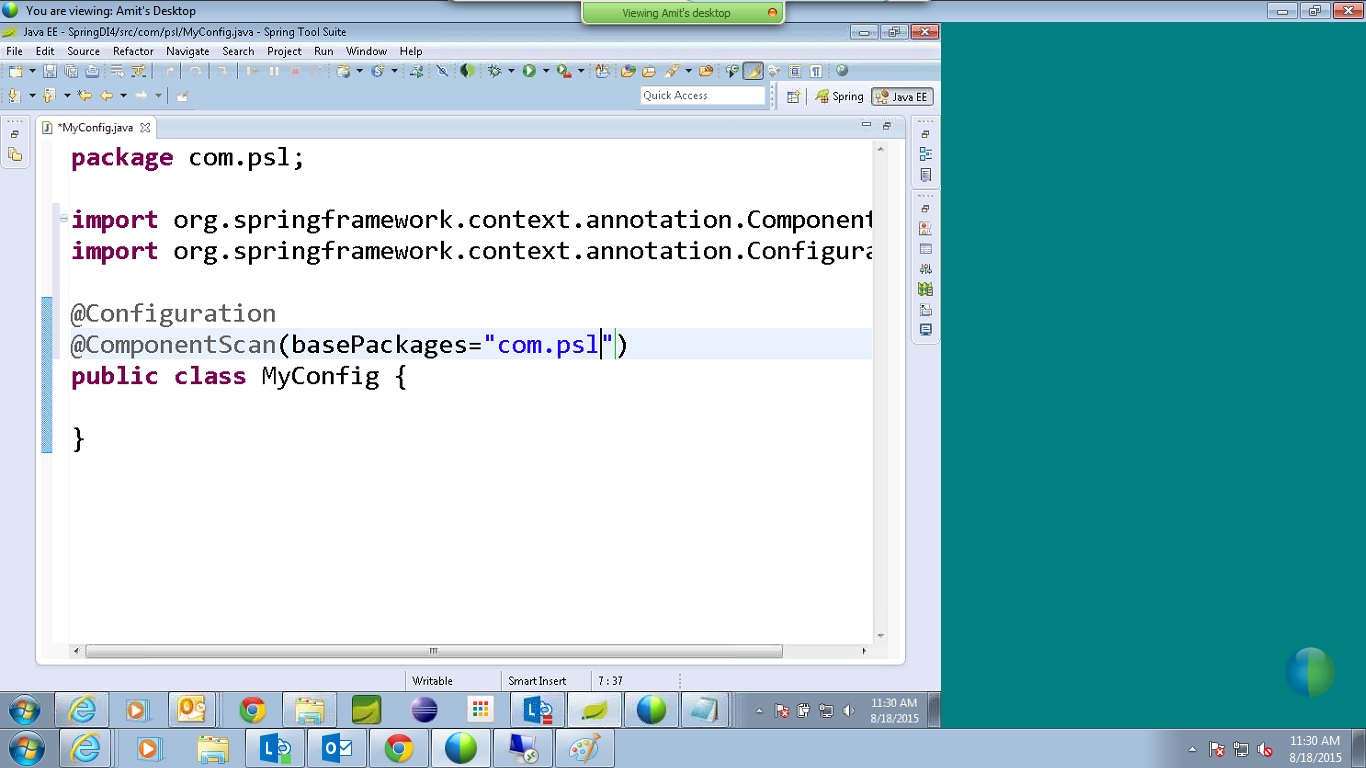 You are viewing: Amit's Desktop
Viewing Amit's desktop
Java EE - SpringDI4/src/com/psl/MyConfig.java - Spring Tool Suite
File Edit Source Refactor Navigate Search Project Run Window Help
Quick Access
Spring
Java EE
*MyConfig.java
package com.psl;
import org.springframework.context.annotation.Component
import org.springframework.context.annotation.Configura
@Configuration
@ComponentScan(basePackages="com.psl")
public class MyConfig {
}
Writable
Smart Insert
7 : 37
11:30 AM
8/18/2015
11:30 AM
8/18/2015